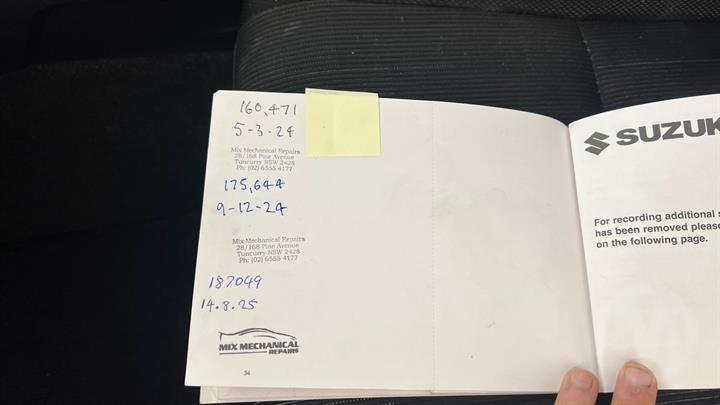 160,471
5-3-24
Mix Mechanical Repairs
28/168 Pine Avenue
Tuncurry NSW 2428
Ph: (02) 6555 4177
175,644
9-12-24
Mix Mechanical Repairs
28/168 Pine Avenue
Tuncurry NSW 2428
Ph: (02) 6555 4177
187049
14.8.25
MIX MECHANICAL
REPAIRS
34
SUZUK
For recording additional s
has been removed please
on the following page.